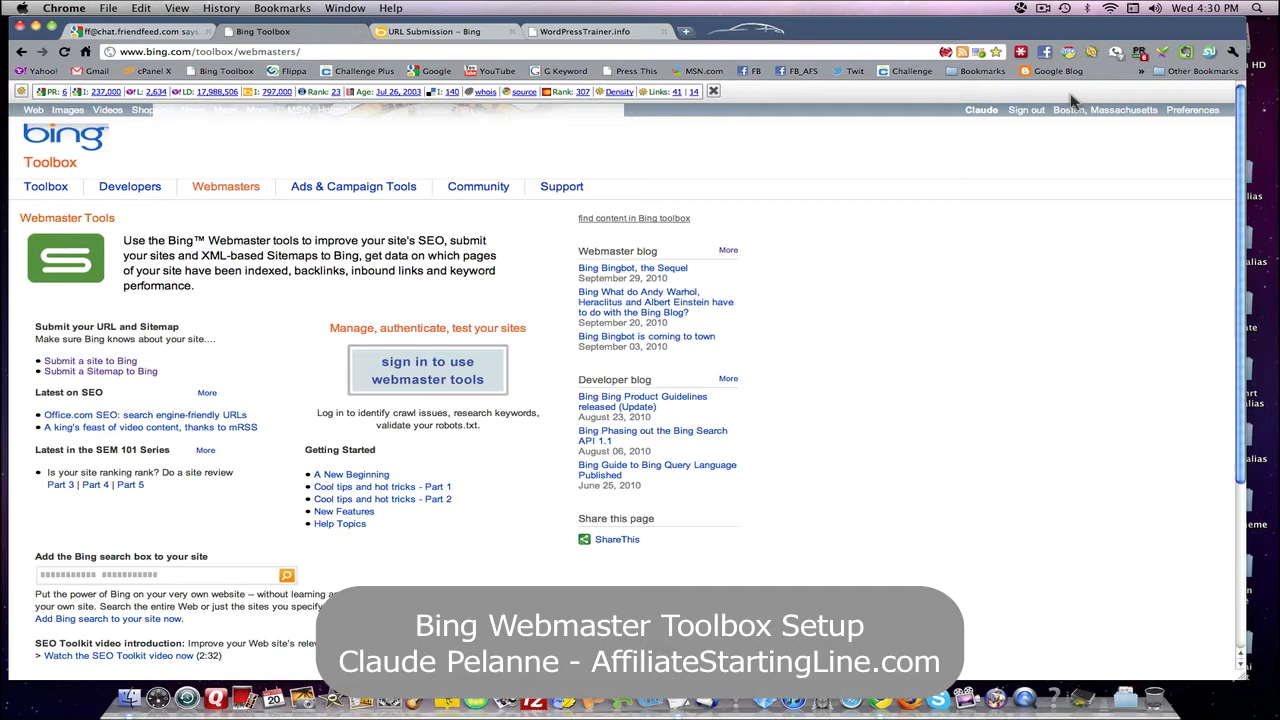 Chrome File Edit View History Bookmarks Window Help Wed 4:30 PM
ff@chat.friendfeed.com says Bing Toolbox URL Submission – Bing WordPressTrainer.info
www.bing.com/toolbox/webmasters/
Yahoo! Gmail cPanel X Bing Toolbox Flippa Challenge Plus Google YouTube G Keyword Press This MSN.com FB FB_AFS Twit Challenge Bookmarks Google Blog » Other Bookmarks
PR: 6 I: 237,000 L: 2,634 LD: 17,988,506 I: 797,000 Rank: 23 Age: Jul 26, 2003 I: 140 whois source Rank: 307 Density Links: 41 | 14
Web Images Videos Claude Sign out Boston, Massachusetts Preferences
bing
Toolbox
Toolbox Developers Webmasters Ads & Campaign Tools Community Support
Webmaster Tools
Use the Bing™ Webmaster tools to improve your site's SEO, submit
your sites and XML-based Sitemaps to Bing, get data on which pages
of your site have been indexed, backlinks, inbound links and keyword
performance.
Submit your URL and Sitemap
Make sure Bing knows about your site....
• Submit a site to Bing
• Submit a Sitemap to Bing
Latest on SEO More
• Office.com SEO: search engine-friendly URLs
• A king's feast of video content, thanks to mRSS
Latest in the SEM 101 Series More
• Is your site ranking rank? Do a site review
Part 3 | Part 4 | Part 5
Manage, authenticate, test your sites
sign in to use
webmaster tools
Log in to identify crawl issues, research keywords,
validate your robots.txt.
Getting Started
• A New Beginning
• Cool tips and hot tricks - Part 1
• Cool tips and hot tricks - Part 2
• New Features
• Help Topics
find content in Bing toolbox
Webmaster blog More
Bing Bingbot, the Sequel
September 29, 2010
Bing What do Andy Warhol,
Heraclitus and Albert Einstein have
to do with the Bing Blog?
September 20, 2010
Bing Bingbot is coming to town
September 03, 2010
Developer blog More
Bing Bing Product Guidelines
released (Update)
August 23, 2010
Bing Phasing out the Bing Search
API 1.1
August 06, 2010
Bing Guide to Bing Query Language
Published
June 25, 2010
Share this page
ShareThis
Add the Bing search box to your site
Put the power of Bing on your very own website -- without learning
your own site. Search the entire Web or just the sites you specify
Add Bing search to your site now.
SEO Toolkit video introduction: Improve your Web site's
> Watch the SEO Toolkit video now (2:32)
Bing Webmaster Toolbox Setup
Claude Pelanne - AffiliateStartingLine.com